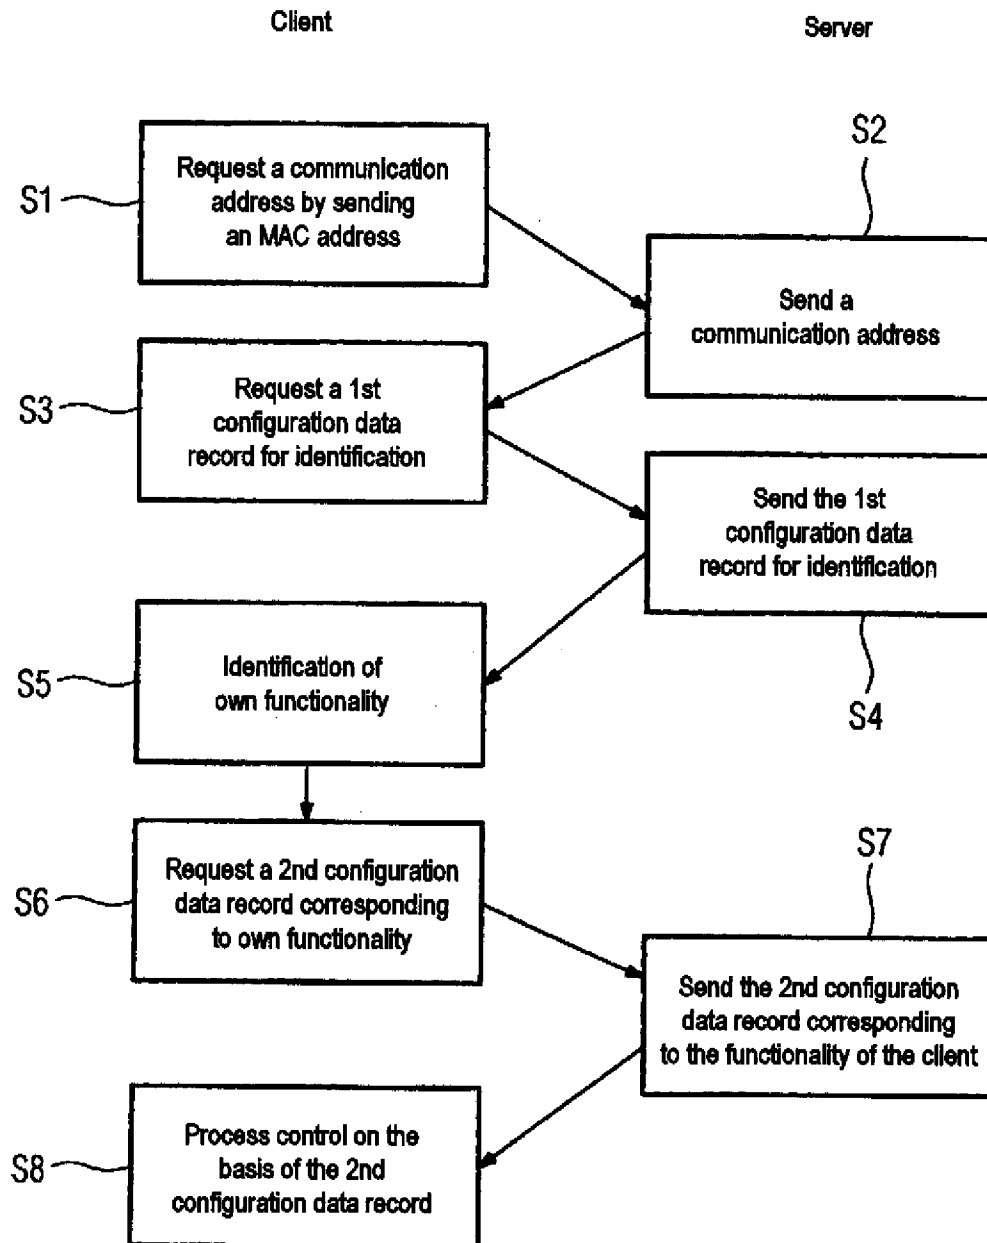 Client
Server
S1
Request a communication
address by sending
an MAC address
S2
Send a
communication address
S3
Request a 1st
configuration data
record for identification
Send the 1st
configuration data
record for identification
S4
S5
Identification of
own functionality
S6
Request a 2nd configuration
data record corresponding
to own functionality
S7
Send the 2nd configuration
data record corresponding
to the functionality of the client
S8
Process control on the
basis of the 2nd
configuration data record